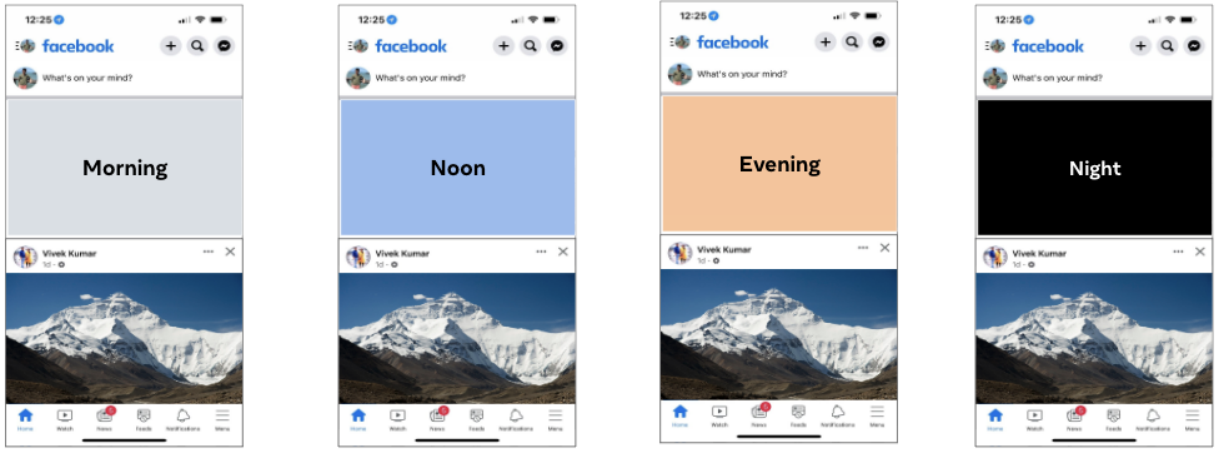 12:25
facebook
What's on your mind?
Morning
Vivek Kumar
1d
Home
Watch
News
Feeds
Notifications
Menu
12:25
facebook
What's on your mind?
Noon
Vivek Kumar
1d
Home
Watch
News
Feeds
Notifications
Menu
12:25
facebook
What's on your mind?
Evening
Vivek Kumar
1d
Home
Watch
News
Feeds
Notifications
Menu
12:25
facebook
What's on your mind?
Night
Vivek Kumar
1d
Home
Watch
News
Feeds
Notifications
Menu